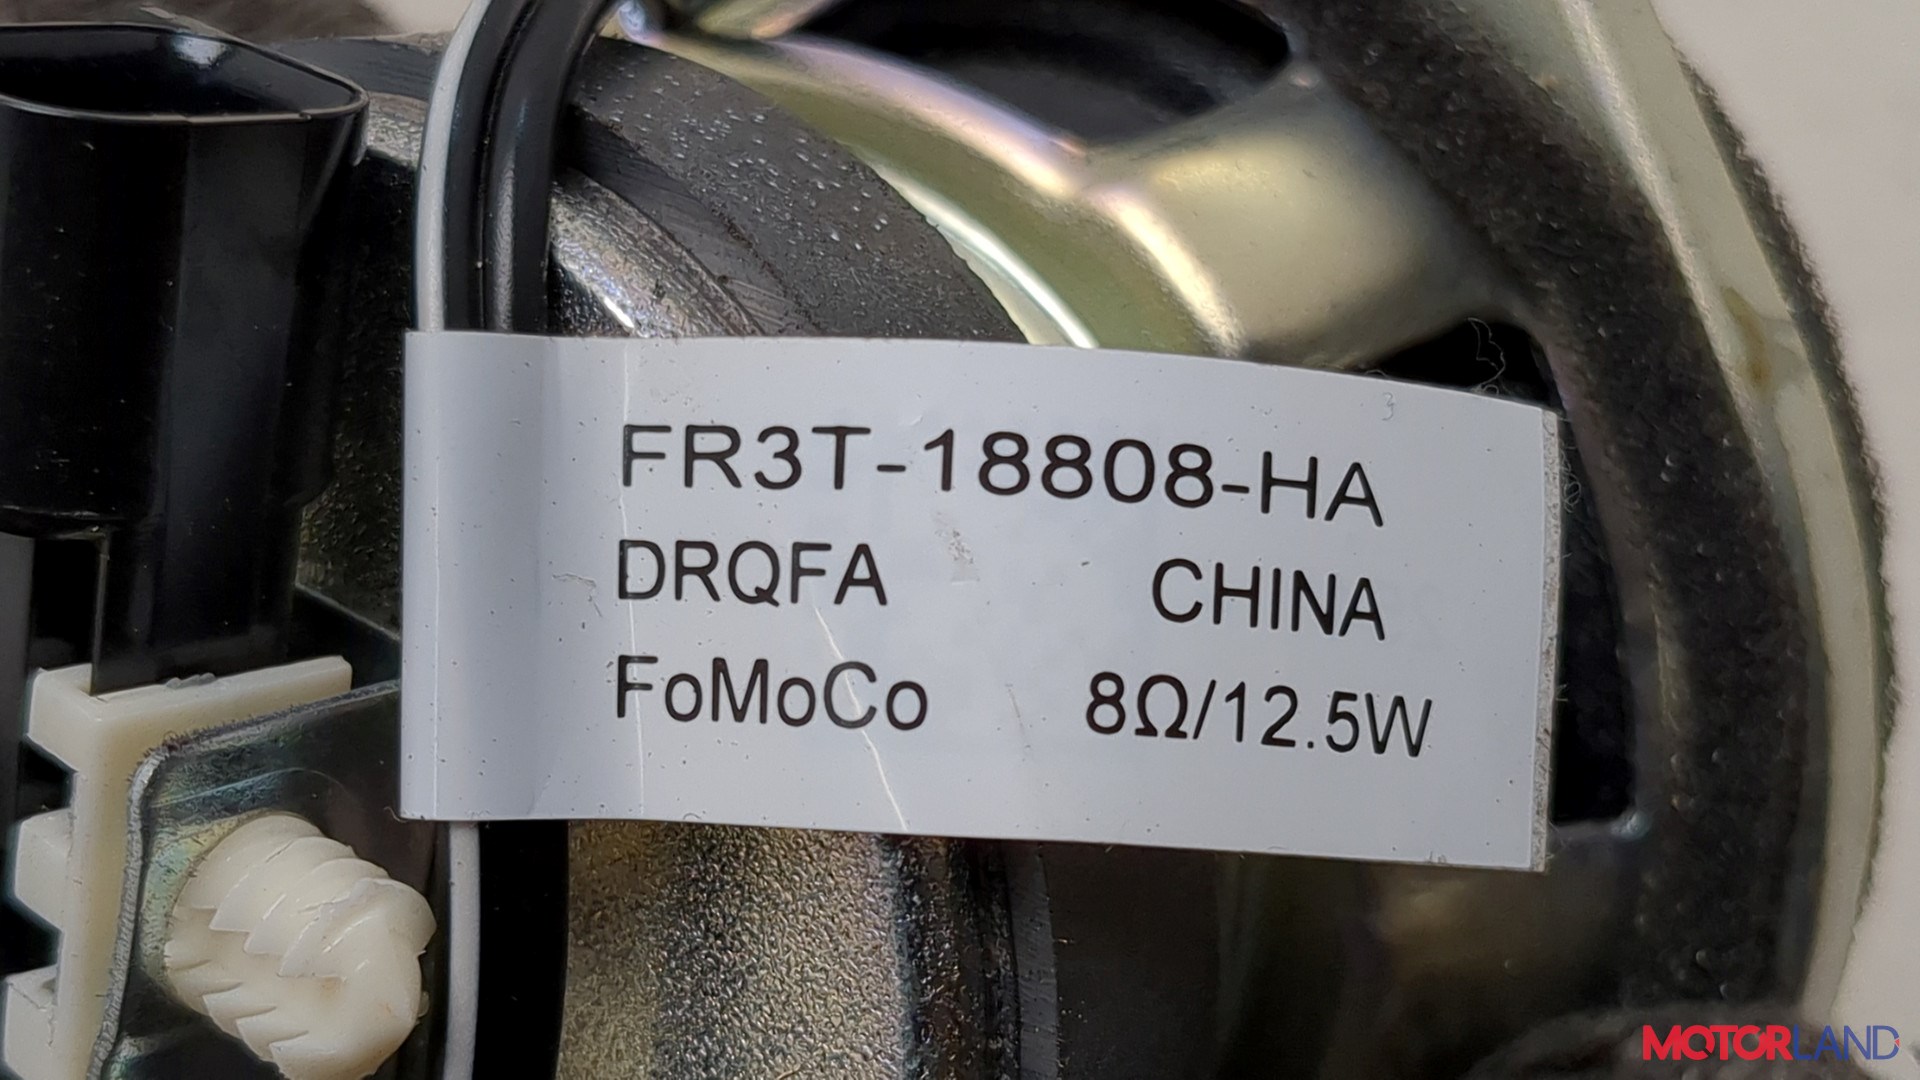 FR3T-18808-HA
DRQFA CHINA
FoMoCo 8Ω/12.5W
MOTORLAND